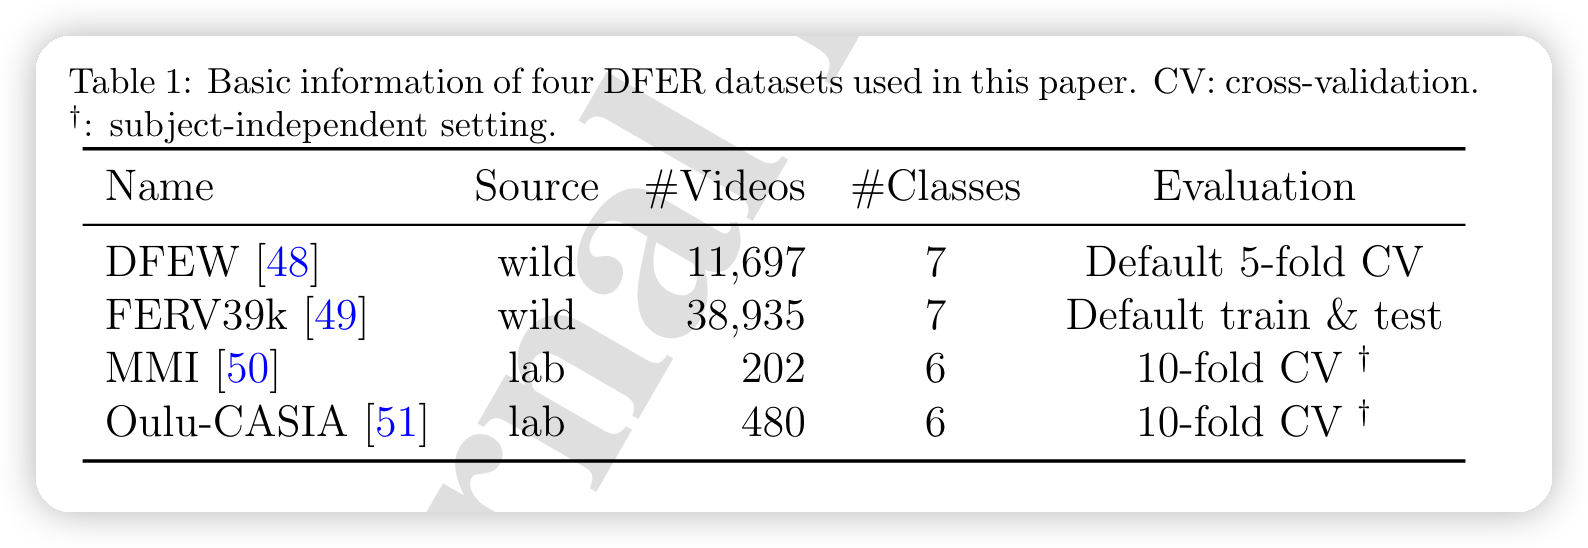 Table 1: Basic information of four DFER datasets used in this paper. CV: cross-validation.
†: subject-independent setting.
Name Source #Videos #Classes Evaluation
DFEW [48] wild 11,697 7 Default 5-fold CV
FERV39k [49] wild 38,935 7 Default train & test
MMI [50] lab 202 6 10-fold CV †
Oulu-CASIA [51] lab 480 6 10-fold CV †